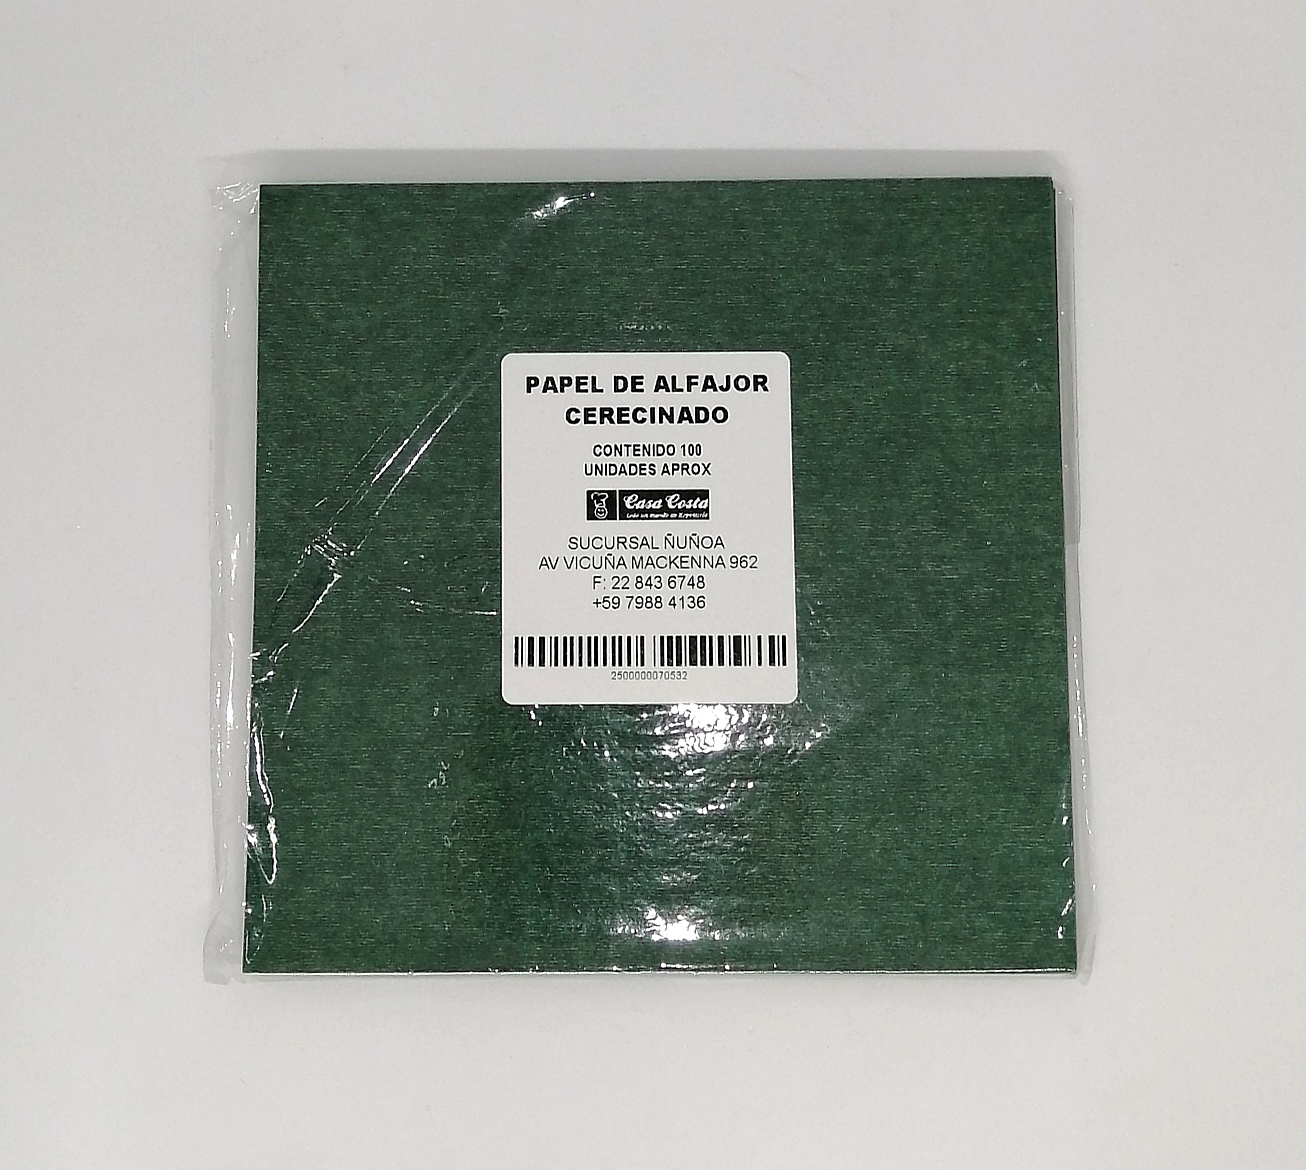 PAPEL DE ALFAJOR
CERECINADO
CONTENIDO 100
UNIDADES APROX
Casa Costa
SUCURSAL ÑUÑOA
AV VICUÑA MACKENNA 962
F: 22 843 6748
+59 7988 4136
2500000070532